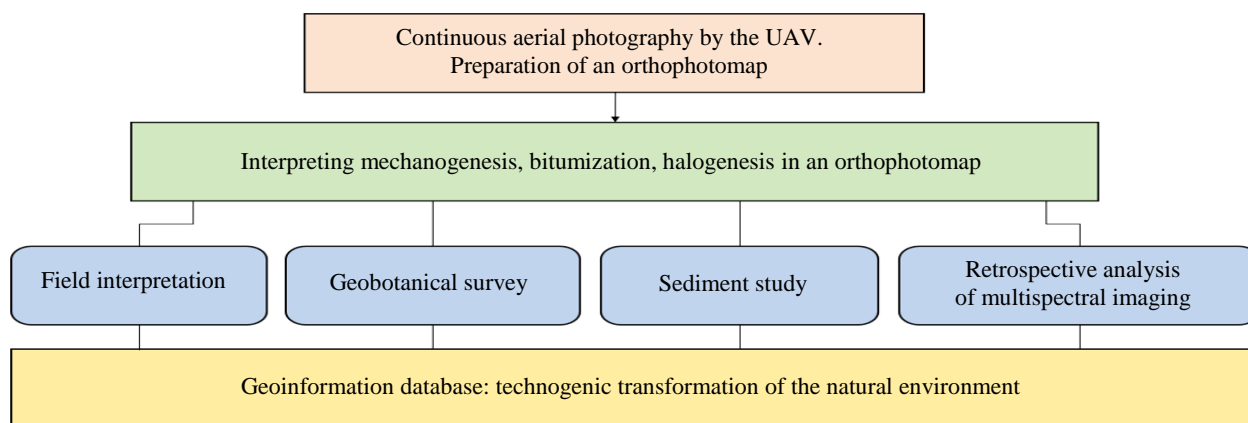 Continuous aerial photography by the UAV.
Preparation of an orthophotomap
Interpreting mechanogenesis, bitumization, halogenesis in an orthophotomap
Field interpretation
Geobotanical survey
Sediment study
Retrospective analysis
of multispectral imaging
Geoinformation database: technogenic transformation of the natural environment